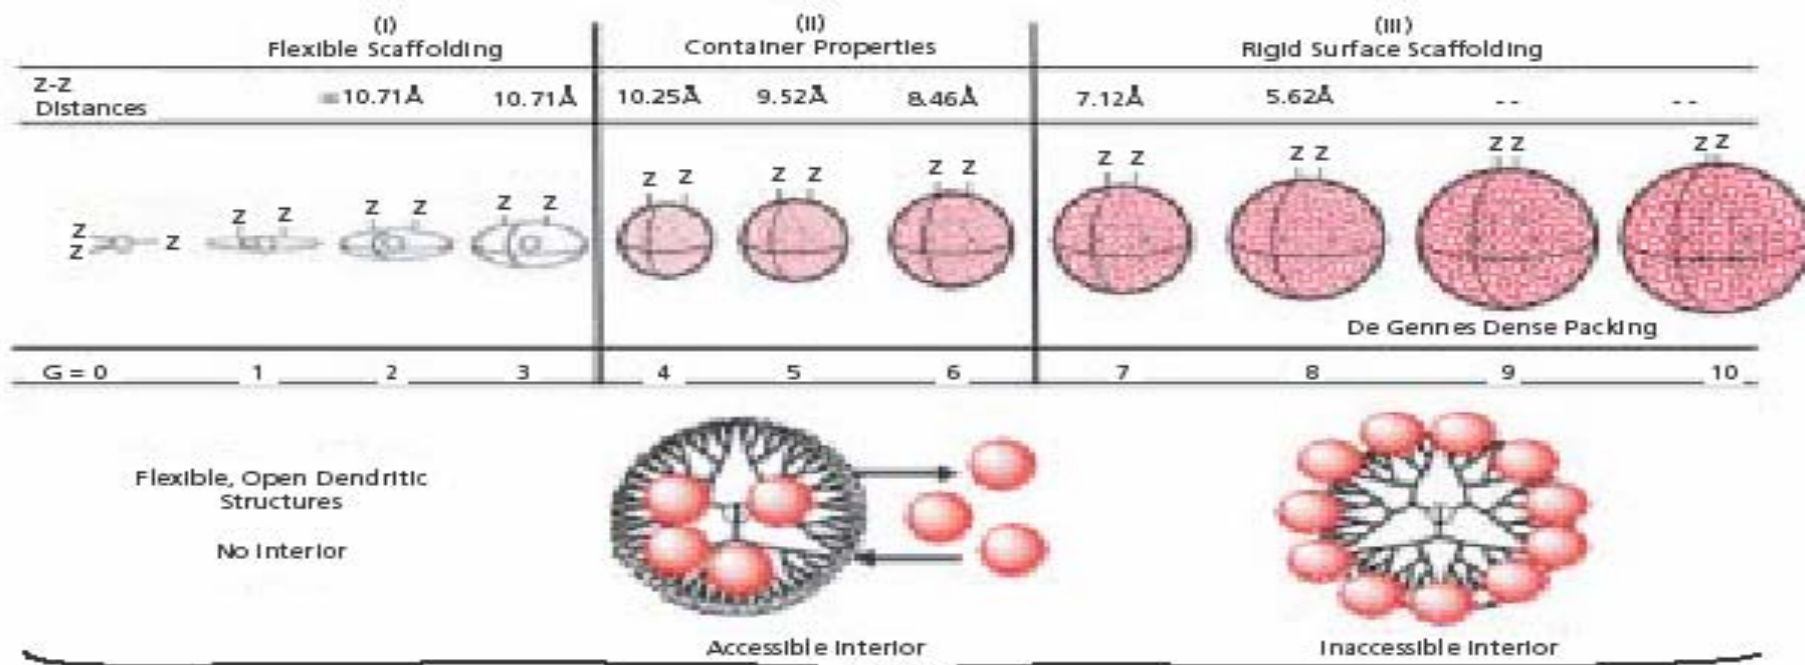 (I)
Flexible Scaffolding
(II)
Container Properties
(III)
Rigid Surface Scaffolding
Z-Z
Distances
10.71Å 10.71Å 10.25Å 9.52Å 8.46Å 7.12Å 5.62Å -- --
Z Z Z
Z Z
Z Z
Z Z
Z Z
Z Z
Z Z
Z Z
Z Z
Z Z
Z Z
De Gennes Dense Packing
G = 0 1 2 3 4 5 6 7 8 9 10
Flexible, Open Dendritic
Structures
No Interior
Accessible Interior
Inaccessible Interior